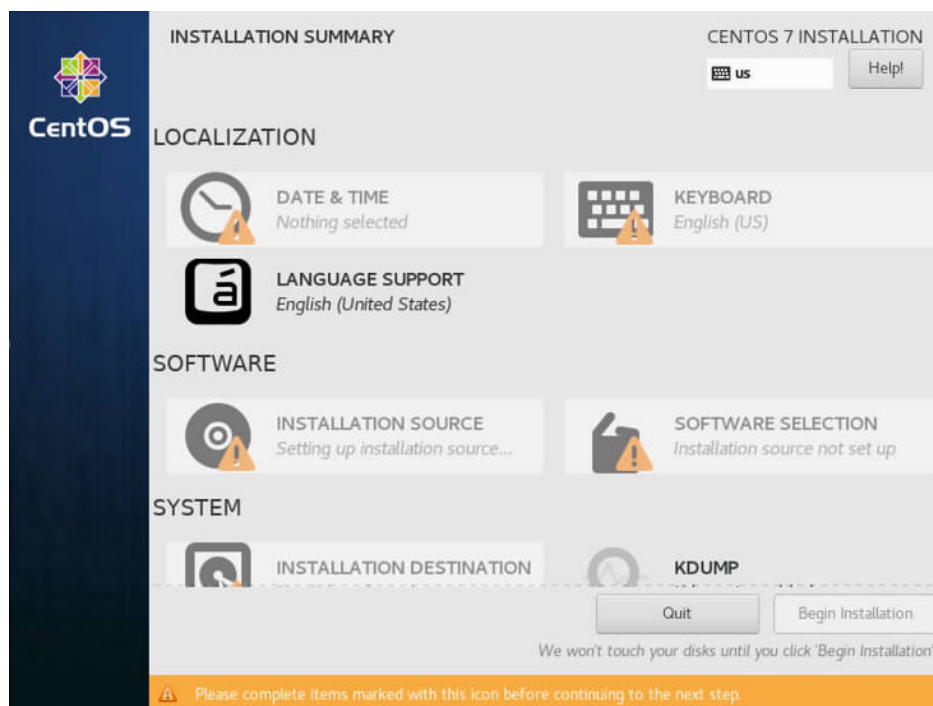 INSTALLATION SUMMARY
CENTOS 7 INSTALLATION
us
Help!
CentOS
LOCALIZATION
DATE & TIME
Nothing selected
KEYBOARD
English (US)
á
LANGUAGE SUPPORT
English (United States)
SOFTWARE
INSTALLATION SOURCE
Setting up installation source...
SOFTWARE SELECTION
Installation source not set up
SYSTEM
INSTALLATION DESTINATION
KDUMP
Quit
Begin Installation
We won't touch your disks until you click 'Begin Installation'
Please complete items marked with this icon before continuing to the next step.